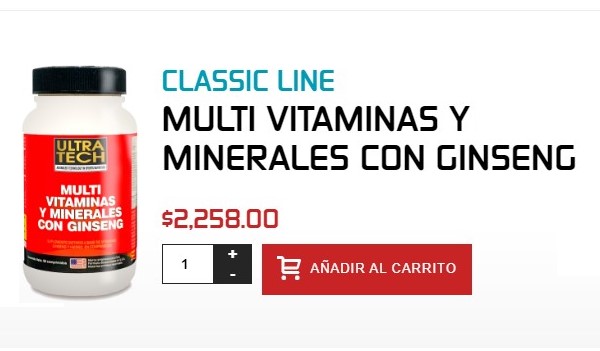 CLASSIC LINE
MULTI VITAMINAS Y
MINERALES CON GINSENG
$2,258.00
1
+
-
AÑADIR AL CARRITO
ULTRA
TECH
MULTI
VITAMINAS
Y MINERALES
CON GINSENG